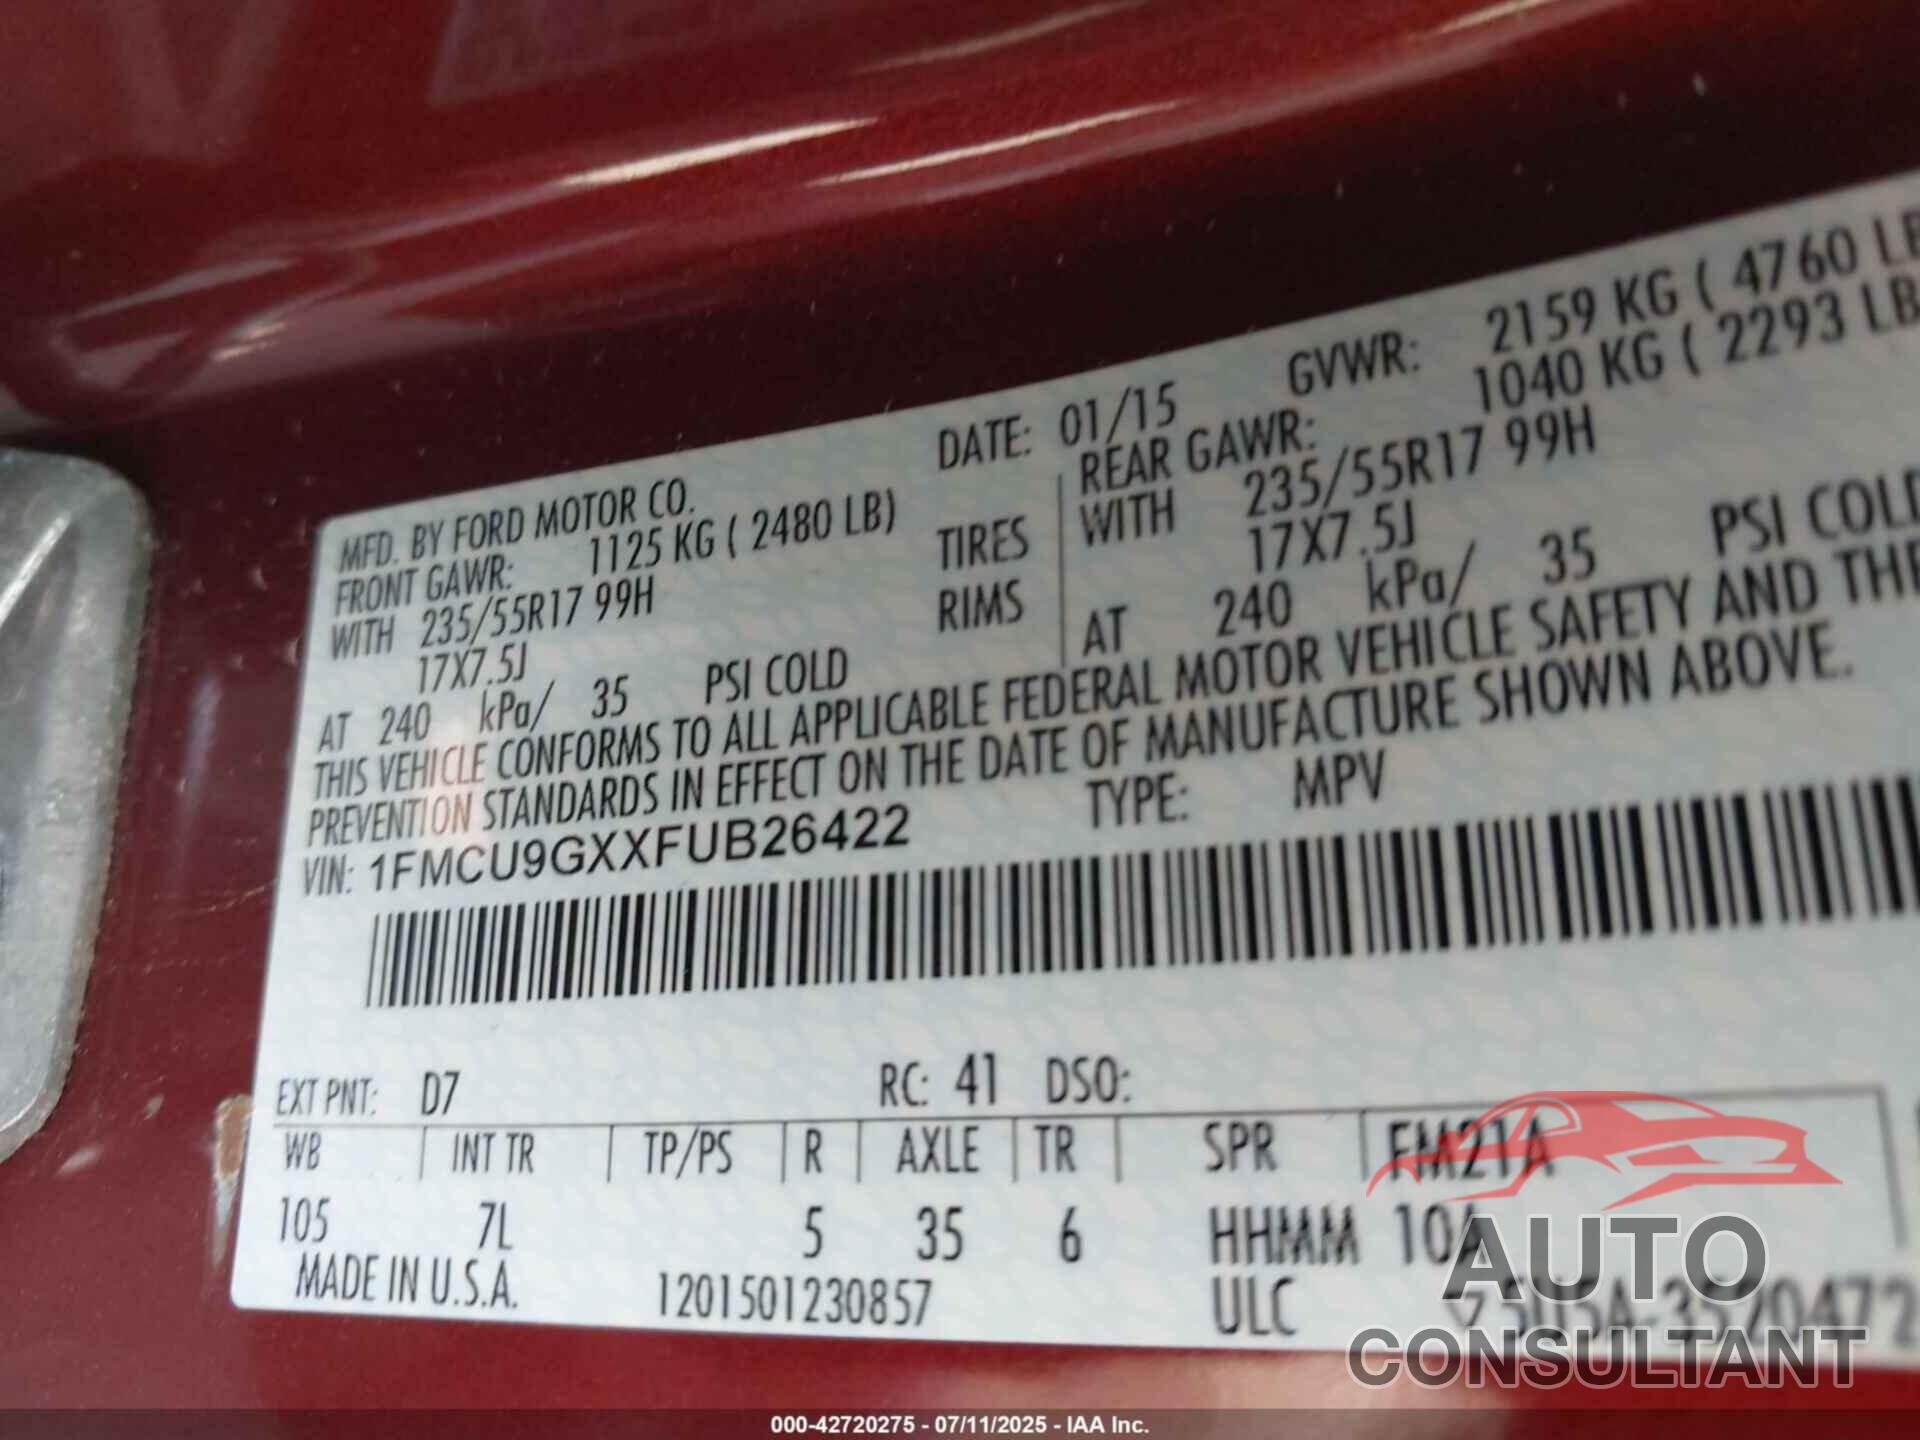 MFD. BY FORD MOTOR CO. DATE: 01/15 GVWR: 2159 KG ( 4760 LB
FRONT GAWR: 1125 KG ( 2480 LB) REAR GAWR: 1040 KG ( 2293 LB
WITH 235/55R17 99H TIRES WITH 235/55R17 99H
17X7.5J RIMS 17X7.5J
AT 240 kPa/ 35 PSI COLD AT 240 kPa/ 35 PSI COLD
THIS VEHICLE CONFORMS TO ALL APPLICABLE FEDERAL MOTOR VEHICLE SAFETY AND THE
PREVENTION STANDARDS IN EFFECT ON THE DATE OF MANUFACTURE SHOWN ABOVE.
VIN: 1FMCU9GXXFUB26422 TYPE: MPV
EXT PNT: D7 RC: 41 DSO:
WB INT TR TP/PS R AXLE TR SPR FM21A
105 7L 5 35 6 HHMM 10A
MADE IN U.S.A. 1201501230857 ULC 5U5A-3520472
AUTO
CONSULTANT
000-42720275 - 07/11/2025 - IAA Inc.